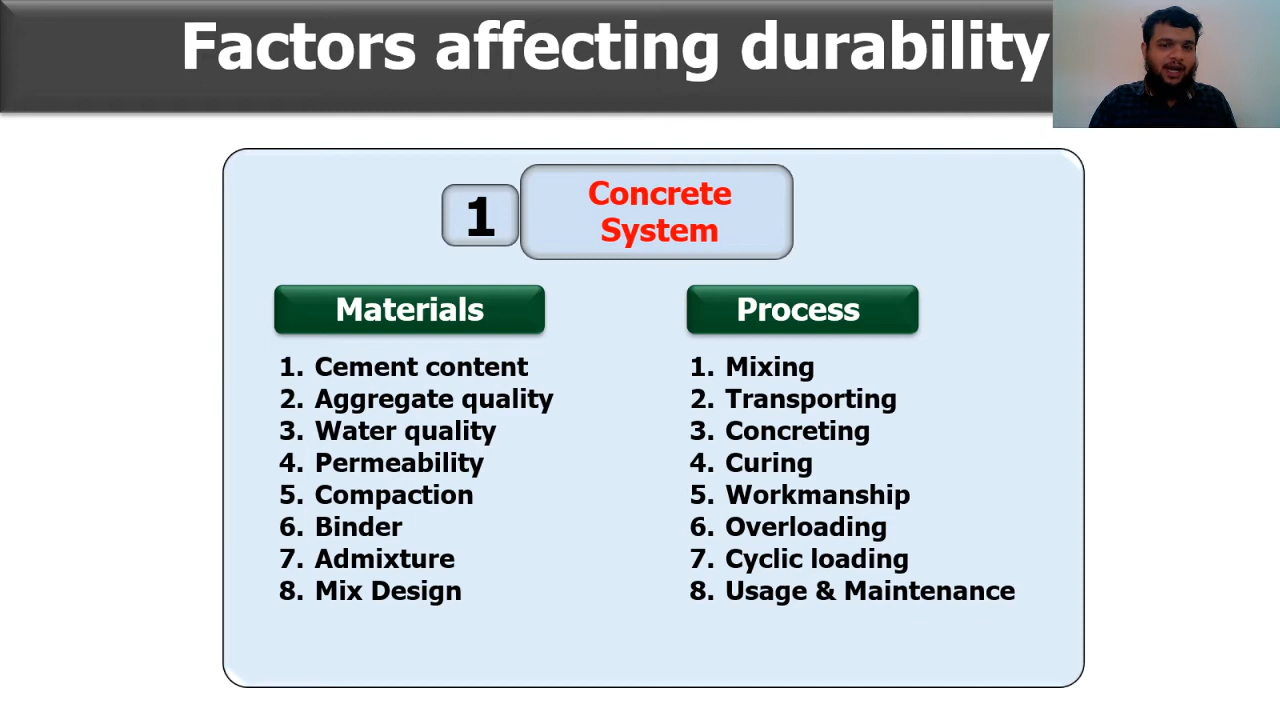 Factors affecting durability
1
Concrete
System
Materials
1. Cement content
2. Aggregate quality
3. Water quality
4. Permeability
5. Compaction
6. Binder
7. Admixture
8. Mix Design
Process
1. Mixing
2. Transporting
3. Concreting
4. Curing
5. Workmanship
6. Overloading
7. Cyclic loading
8. Usage & Maintenance